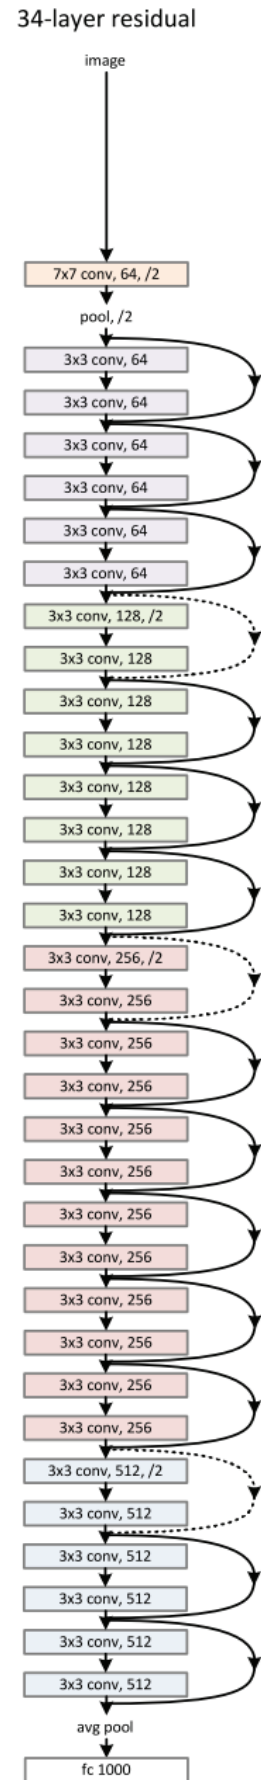 34-layer residual
image
7x7 conv, 64, /2
pool, /2
3x3 conv, 64
3x3 conv, 64
3x3 conv, 64
3x3 conv, 64
3x3 conv, 64
3x3 conv, 64
3x3 conv, 128, /2
3x3 conv, 128
3x3 conv, 128
3x3 conv, 128
3x3 conv, 128
3x3 conv, 128
3x3 conv, 128
3x3 conv, 128
3x3 conv, 256, /2
3x3 conv, 256
3x3 conv, 256
3x3 conv, 256
3x3 conv, 256
3x3 conv, 256
3x3 conv, 256
3x3 conv, 256
3x3 conv, 256
3x3 conv, 256
3x3 conv, 256
3x3 conv, 256
3x3 conv, 512, /2
3x3 conv, 512
3x3 conv, 512
3x3 conv, 512
3x3 conv, 512
3x3 conv, 512
avg pool
fc 1000